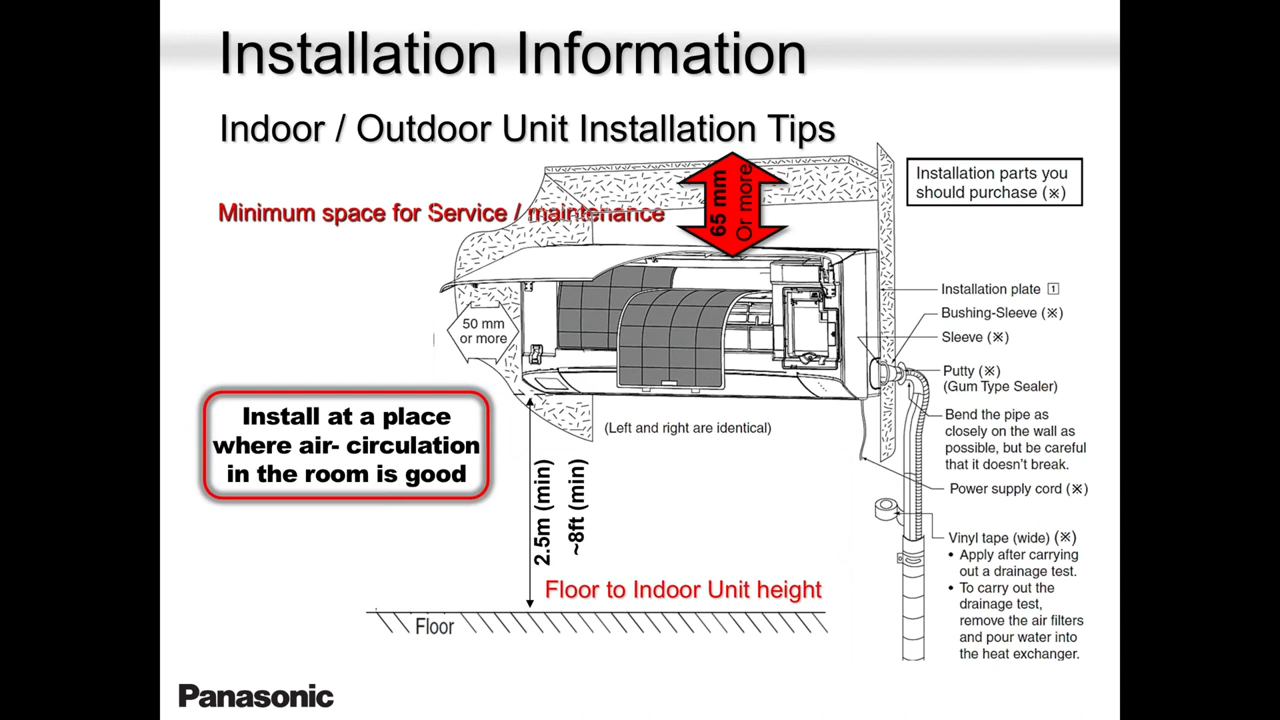 Installation Information
Indoor / Outdoor Unit Installation Tips
Minimum space for Service / maintenance
65 mm
Or more
Installation parts you
should purchase (※)
50 mm
or more
Installation plate 1
Bushing-Sleeve (※)
Sleeve (※)
Putty (※)
(Gum Type Sealer)
Bend the pipe as
closely on the wall as
possible, but be careful
that it doesn't break.
Power supply cord (※)
Vinyl tape (wide) (※)
• Apply after carrying
out a drainage test.
• To carry out the
drainage test,
remove the air filters
and pour water into
the heat exchanger.
Install at a place
where air- circulation
in the room is good
(Left and right are identical)
2.5m (min)
~8ft (min)
Floor to Indoor Unit height
Floor
Panasonic